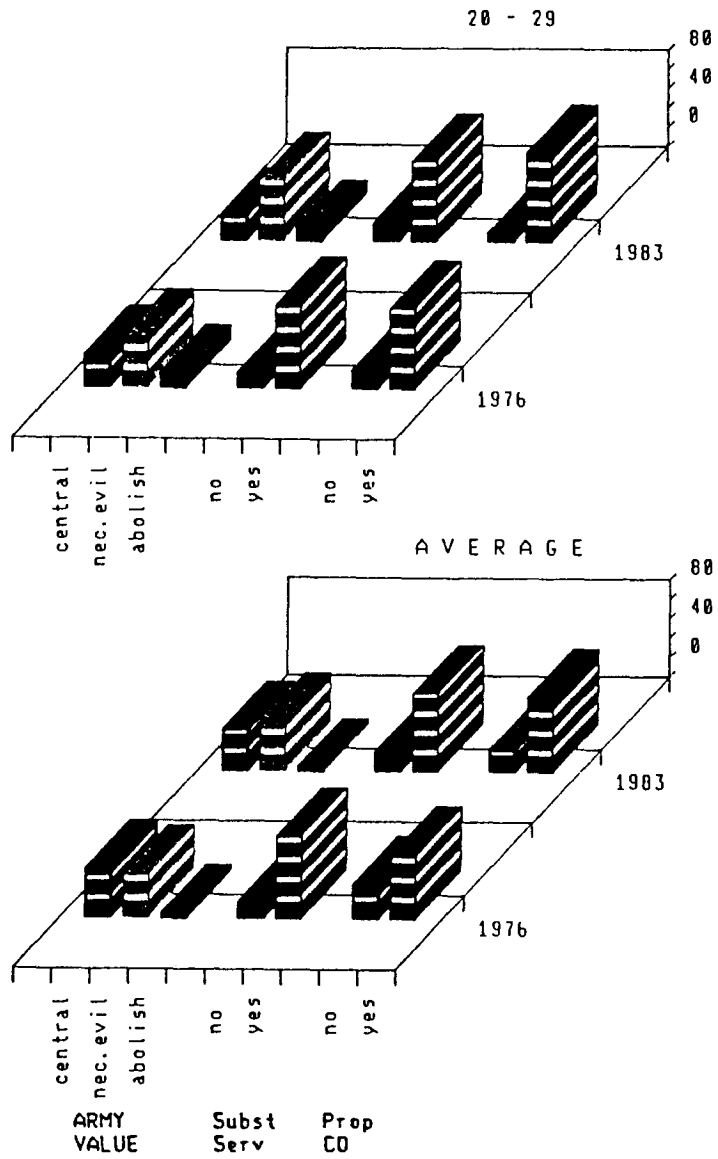 20 - 29
80
40
0
1983
1976
central
nec.evil
abolish
no
yes
no
yes
AVERAGE
80
40
0
1983
1976
central
nec.evil
abolish
no
yes
no
yes
ARMY Subst Prop
VALUE Serv CO